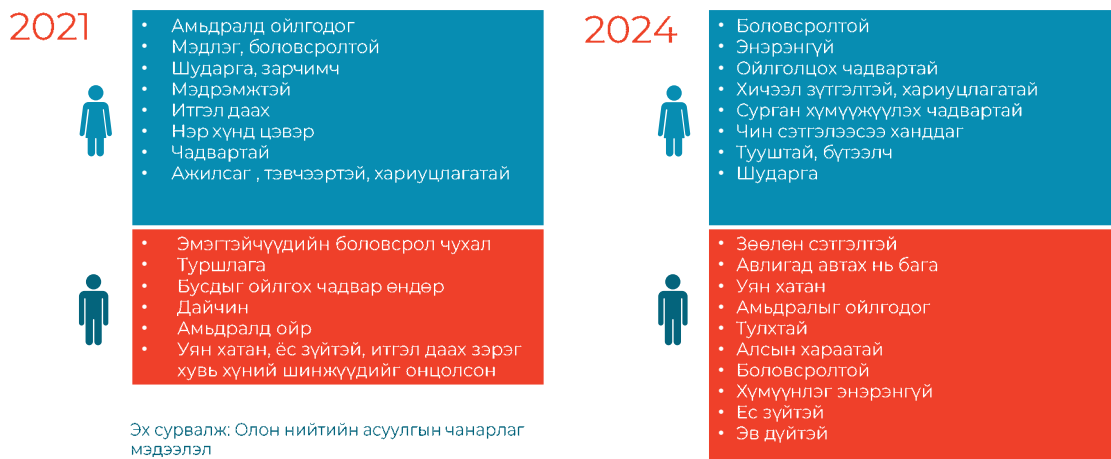 2021
• Амьдралд ойлгодог
• Мэдлэг, боловсролтой
• Шударга, зарчимч
• Мэдрэмжтэй
• Итгэл даах
• Нэр хүнд цэвэр
• Чадвартай
• Ажилсаг , тэвчээртэй, хариуцлагатай
• Эмэгтэйчүүдийн боловсрол чухал
• Туршлага
• Бусдыг ойлгох чадвар өндөр
• Дайчин
• Амьдралд ойр
• Уян хатан, ёс зүйтэй, итгэл даах зэрэг
хувь хүний шинжүүдийг онцолсон
Эх сурвалж: Олон нийтийн асуулгын чанарлаг
мэдээлэл
2024
• Боловсролтой
• Энэрэнгүй
• Ойлголцох чадвартай
• Хичээл зүтгэлтэй, хариуцлагатай
• Сурган хүмүүжүүлэх чадвартай
• Чин сэтгэлээсээ ханддаг
• Тууштай, бүтээлч
• Шударга
• Зөөлөн сэтгэлтэй
• Авлигад автах нь бага
• Уян хатан
• Амьдралыг ойлгодог
• Тулхтай
• Алсын хараатай
• Боловсролтой
• Хүмүүнлэг энэрэнгүй
• Ес зүйтэй
• Эв дүйтэй